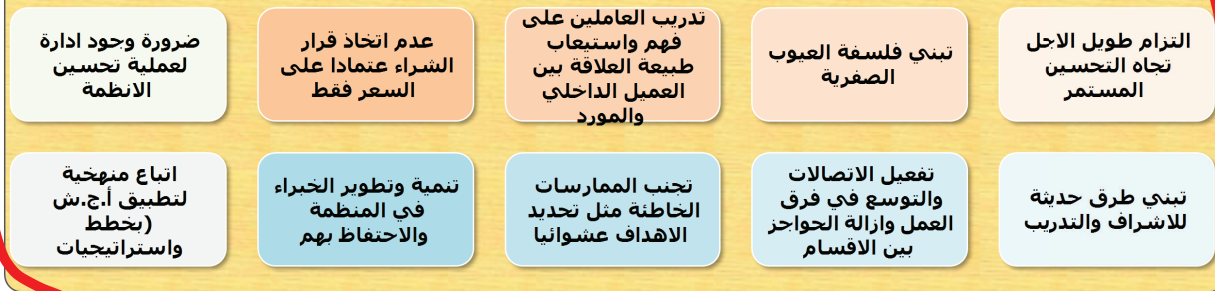 التزام طويل الاجل
تجاه التحسين
المستمر
تبني فلسفة العيوب
الصفرية
تدريب العاملين على
فهم واستيعاب
طبيعة العلاقة بين
العميل الداخلي
والمورد
عدم اتخاذ قرار
الشراء عتمادا على
السعر فقط
ضرورة وجود ادارة
لعملية تحسين
الانظمة
تبني طرق حديثة
للاشراف والتدريب
تفعيل الاتصالات
والتوسع في فرق
العمل وازالة الحواجز
بين الاقسام
تجنب الممارسات
الخاطئة مثل تحديد
الاهداف عشوائيا
تنمية وتطوير الخبراء
في المنظمة
والاحتفاظ بهم
اتباع منهخية
لتطبيق أ.ج.ش
(بخطط
واستراتيجيات